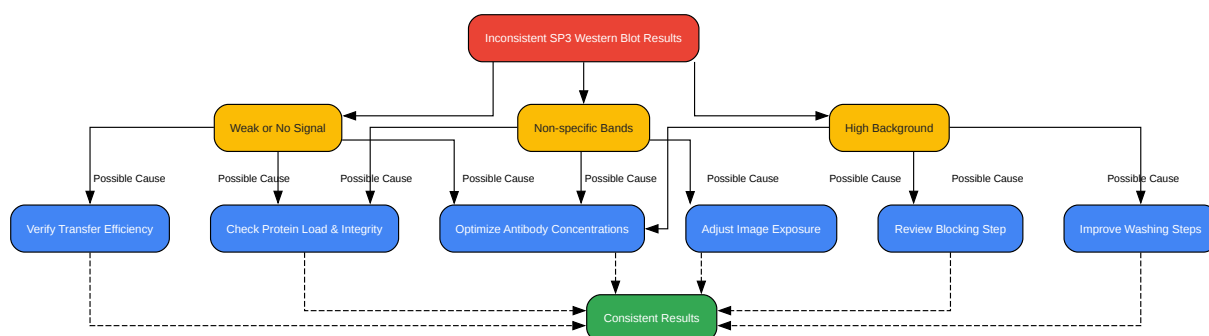 Inconsistent SP3 Western Blot Results
Weak or No Signal
Non-specific Bands
High Background
Possible Cause
Possible Cause
Possible Cause
Possible Cause
Possible Cause
Possible Cause
Possible Cause
Possible Cause
Possible Cause
Verify Transfer Efficiency
Check Protein Load & Integrity
Optimize Antibody Concentrations
Adjust Image Exposure
Review Blocking Step
Improve Washing Steps
Consistent Results